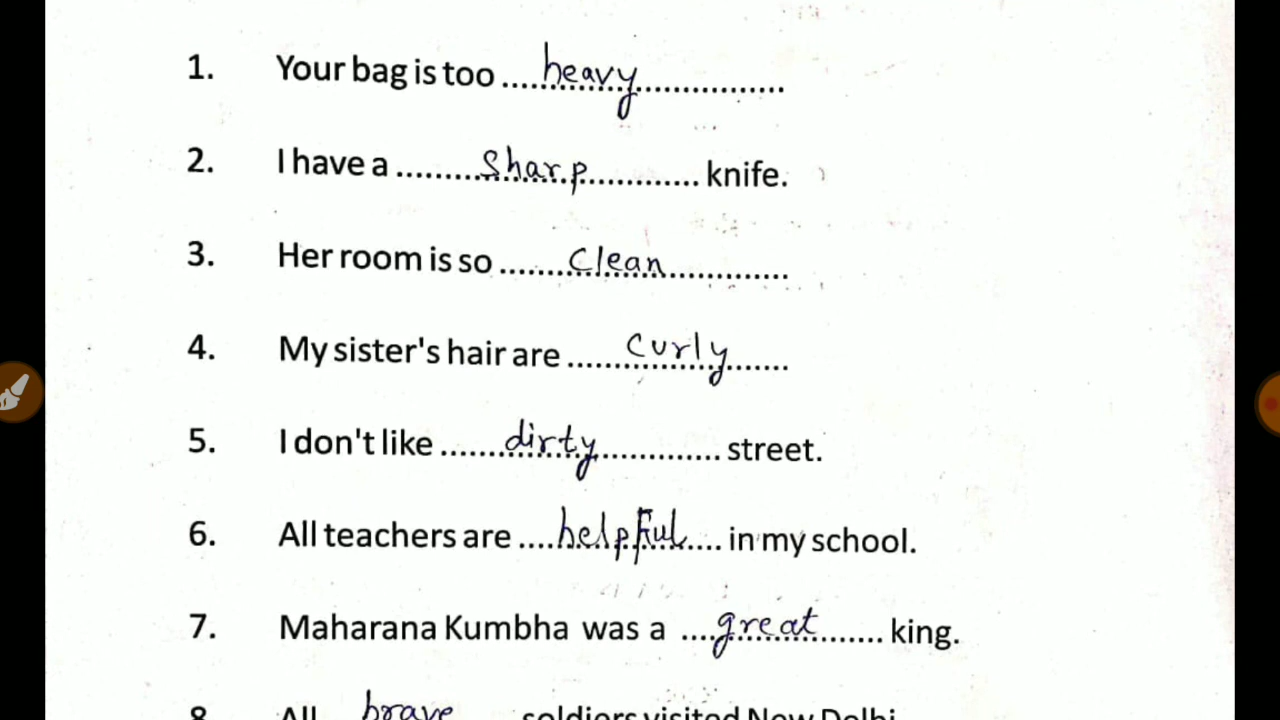 1. Your bag is too ....heavy................
2. I have a .........sharp............ knife.
3. Her room is so .......clean.............
4. My sister's hair are ......curly.......
5. I don't like .......dirty............. street.
6. All teachers are ....helpful.... in my school.
7. Maharana Kumbha was a ....great....... king.
8 All brave soldiers visited New Delhi